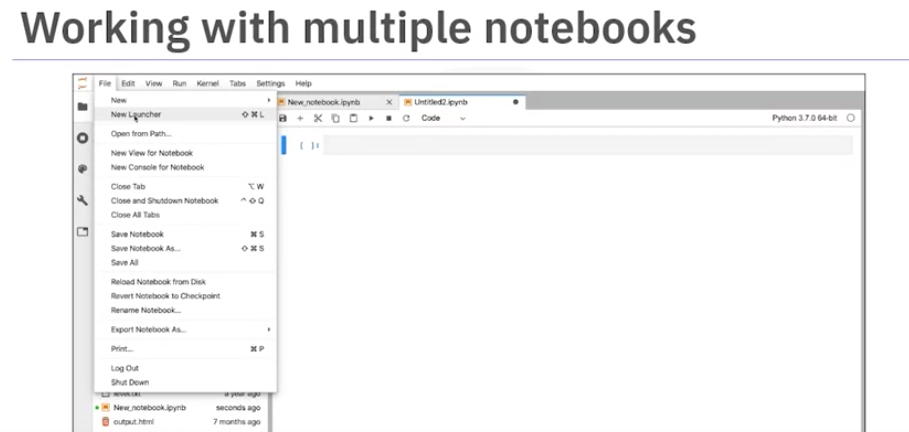 Working with multiple notebooks
File Edit View Run Kernel Tabs Settings Help
New
New Launcher ⇧ ⌘ L
Open from Path...
New View for Notebook
New Console for Notebook
Close Tab ⌥ W
Close and Shutdown Notebook ⌃ ⇧ Q
Close All Tabs
Save Notebook ⌘ S
Save Notebook As... ⇧ ⌘ S
Save All
Reload Notebook from Disk
Revert Notebook to Checkpoint
Rename Notebook...
Export Notebook As...
Print... ⌘ P
Log Out
Shut Down
New_notebook.ipynb Untitled2.ipynb
Code Python 3.7.0 64-bit
[ ]:
a year ago
New_notebook.ipynb seconds ago
output.html 7 months ago